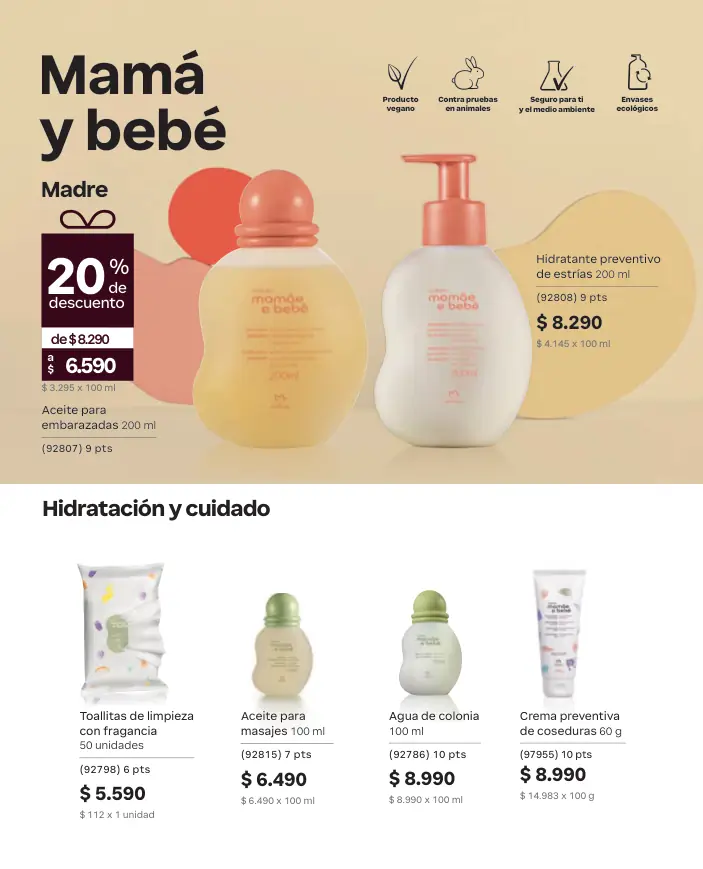 Mamá
y bebé
Producto
vegano
Contra pruebas
en animales
Seguro para ti
y el medio ambiente
Envases
ecológicos
Madre
20%
de
descuento
de $ 8.290
a
$ 6.590
$ 3.295 x 100 ml
Aceite para
embarazadas 200 ml
(92807) 9 pts
mamãe
e bebê
200ml
mamãe
e bebê
Hidratante preventivo
de estrías 200 ml
(92808) 9 pts
$ 8.290
$ 4.145 x 100 ml
Hidratación y cuidado
mamãe
e bebê
mamãe
e bebê
mamãe
e bebê
Toallitas de limpieza
con fragancia
50 unidades
(92798) 6 pts
$ 5.590
$ 112 x 1 unidad
Aceite para
masajes 100 ml
(92815) 7 pts
$ 6.490
$ 6.490 x 100 ml
Agua de colonia
100 ml
(92786) 10 pts
$ 8.990
$ 8.990 x 100 ml
Crema preventiva
de coseduras 60 g
(97955) 10 pts
$ 8.990
$ 14.983 x 100 g